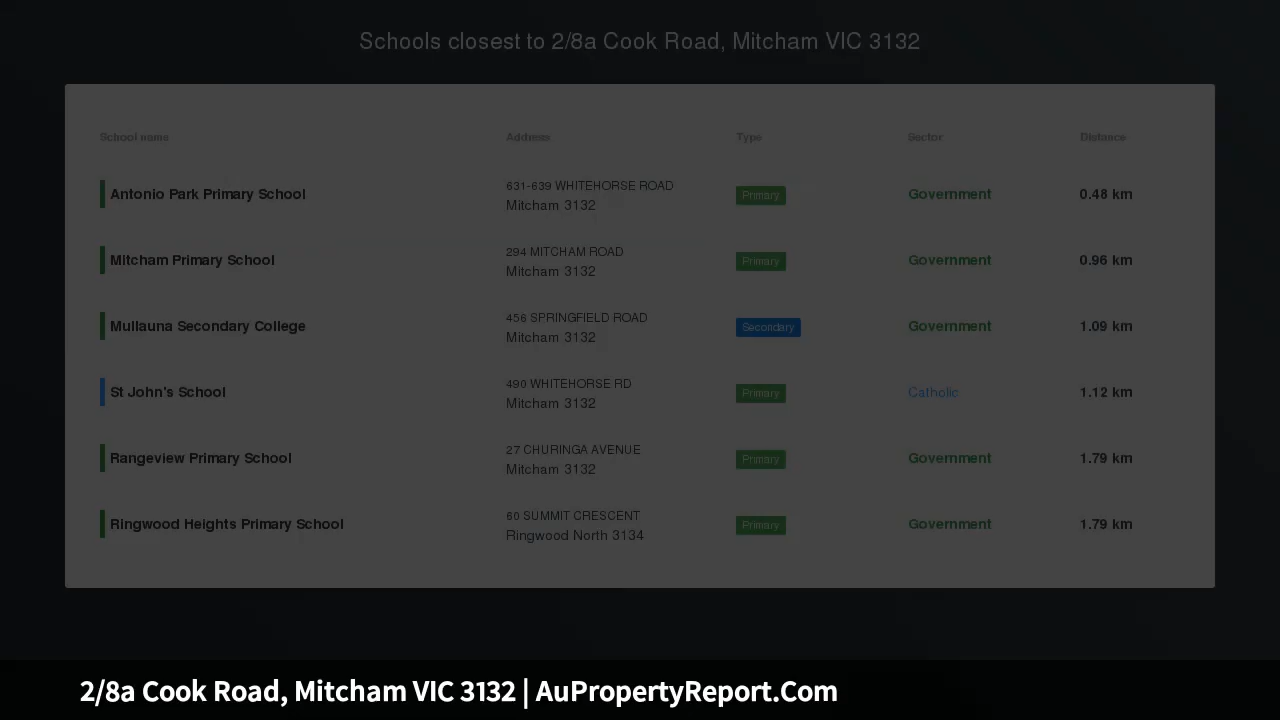 Schools closest to 2/8a Cook Road, Mitcham VIC 3132
School name Address Type Sector Distance
Antonio Park Primary School 631-639 WHITEHORSE ROAD Mitcham 3132 Primary Government 0.48 km
Mitcham Primary School 294 MITCHAM ROAD Mitcham 3132 Primary Government 0.96 km
Mullauna Secondary College 456 SPRINGFIELD ROAD Mitcham 3132 Secondary Government 1.09 km
St John's School 490 WHITEHORSE RD Mitcham 3132 Primary Catholic 1.12 km
Rangeview Primary School 27 CHURINGA AVENUE Mitcham 3132 Primary Government 1.79 km
Ringwood Heights Primary School 60 SUMMIT CRESCENT Ringwood North 3134 Primary Government 1.79 km
2/8a Cook Road, Mitcham VIC 3132 | AuPropertyReport.Com